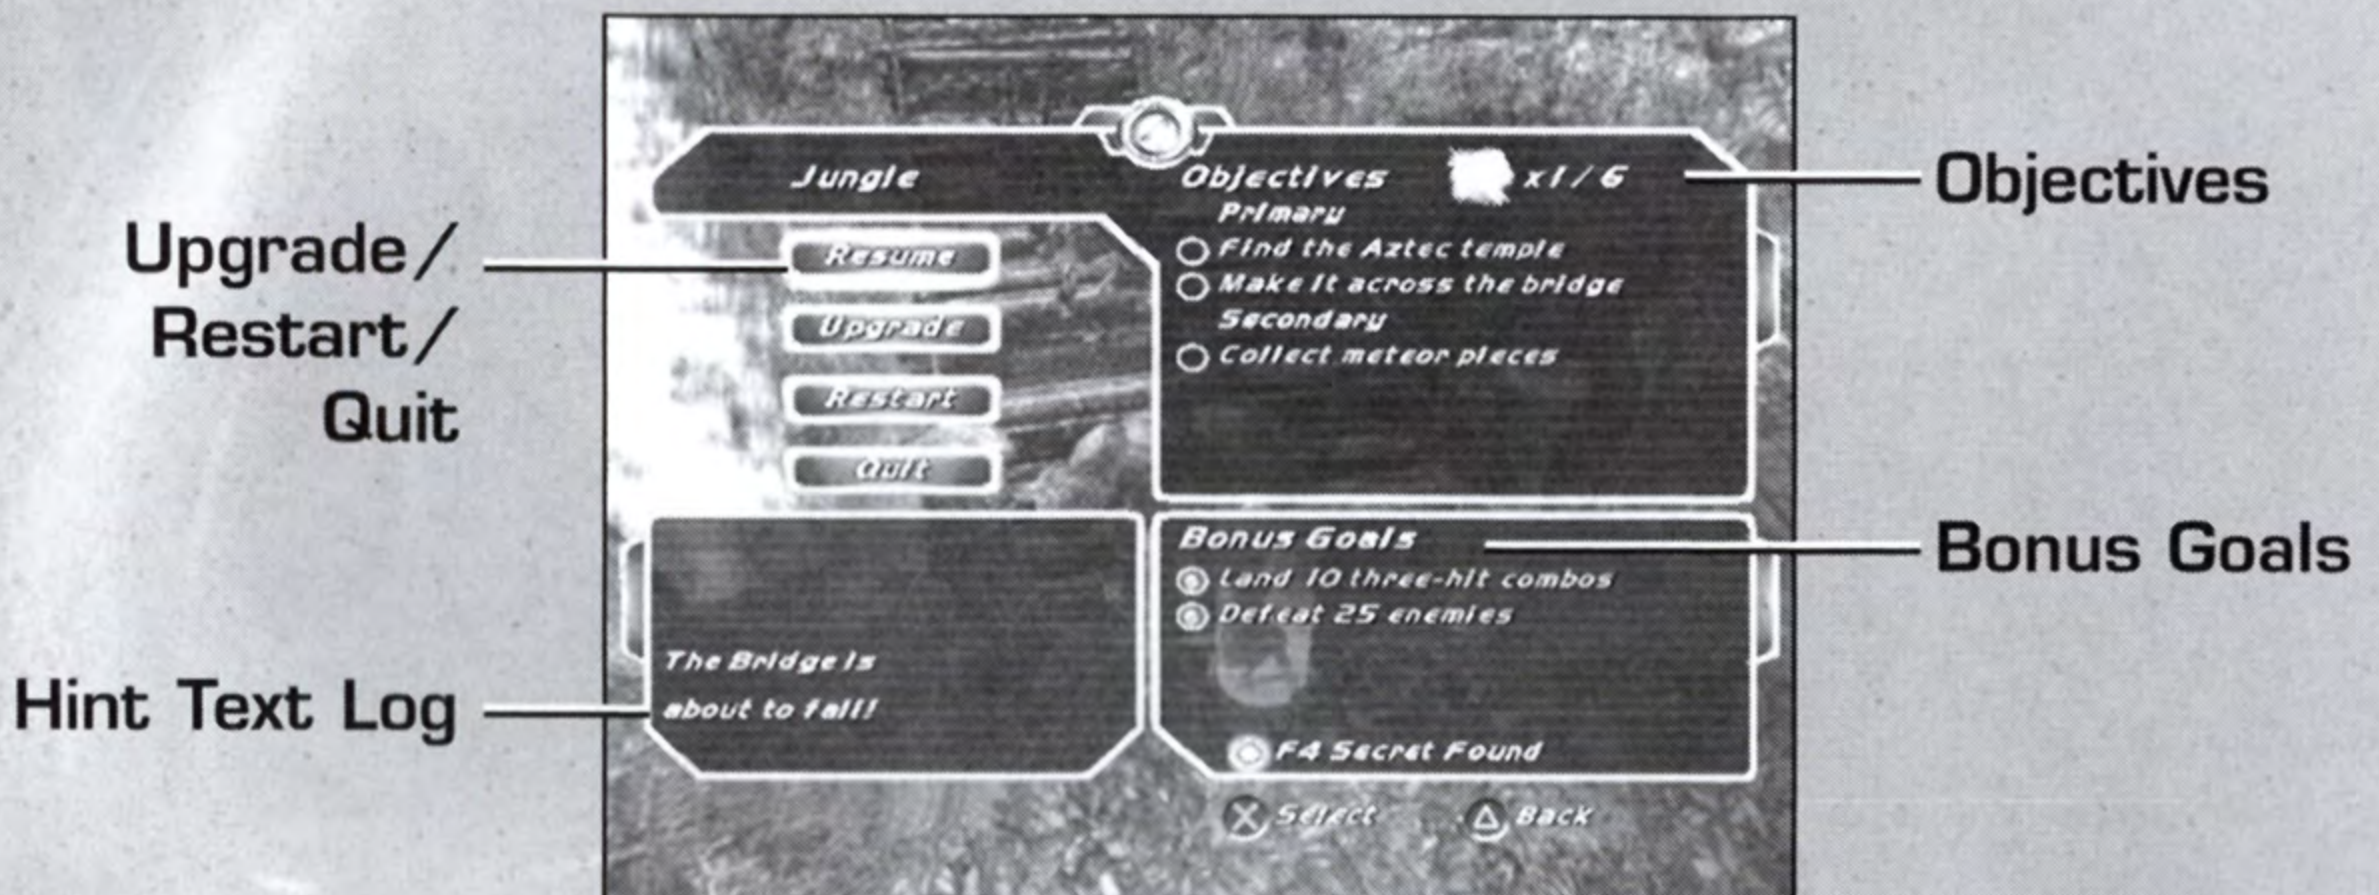 Upgrade/
Restart/
Quit
Hint Text Log
Jungle
Resume
Upgrade
Restart
Quit
The Bridge is
about to fall!
Objectives x1/6
Primary
Find the Aztec temple
Make it across the bridge
Secondary
Collect meteor pieces
Bonus Goals
Land 10 three-hit combos
Defeat 25 enemies
F4 Secret Found
Select Back
Objectives
Bonus Goals